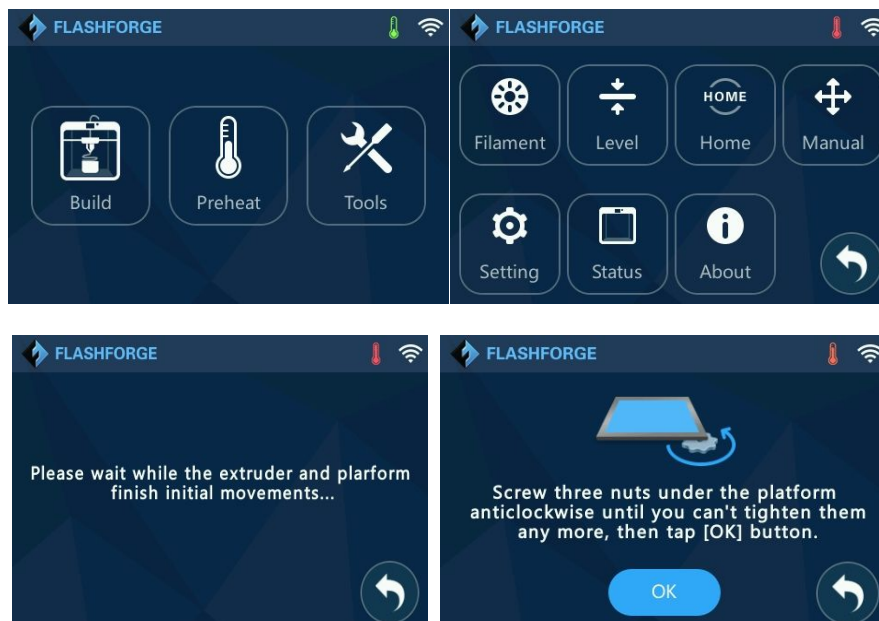 FLASHFORGE
Build
Preheat
Tools
FLASHFORGE
Filament
Level
HOME
Home
Manual
Setting
Status
About
FLASHFORGE
Please wait while the extruder and plarform
finish initial movements...
FLASHFORGE
Screw three nuts under the platform
anticlockwise until you can't tighten them
any more, then tap [OK] button.
OK